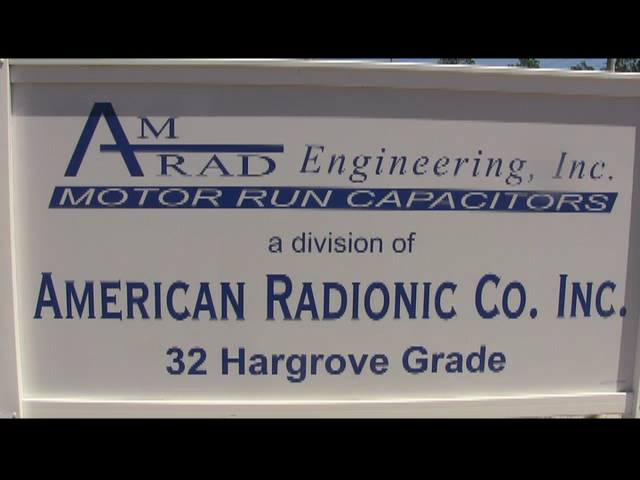 AM RAD Engineering, Inc.
MOTOR RUN CAPACITORS
a division of
AMERICAN RADIONIC CO. INC.
32 Hargrove Grade